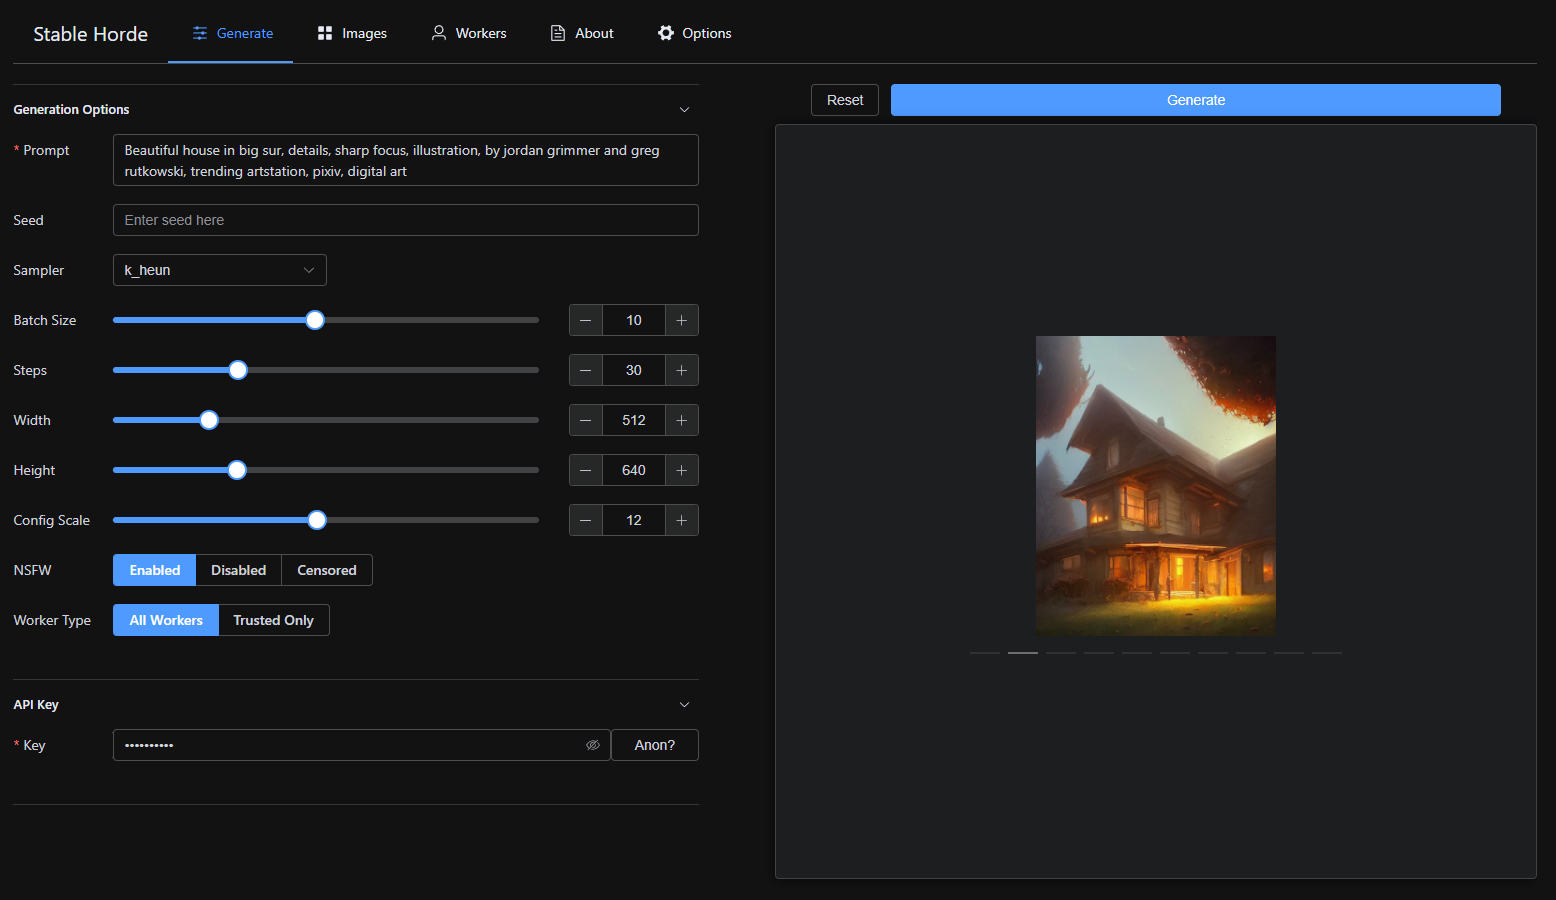 Stable Horde
Generate
Images
Workers
About
Options
Generation Options
* Prompt
Beautiful house in big sur, details, sharp focus, illustration, by jordan grimmer and greg
rutkowski, trending artstation, pixiv, digital art
Seed
Enter seed here
Sampler
k_heun
Batch Size
10
Steps
30
Width
512
Height
640
Config Scale
12
NSFW
Enabled
Disabled
Censored
Worker Type
All Workers
Trusted Only
API Key
* Key
••••••••••
Anon?
Reset
Generate